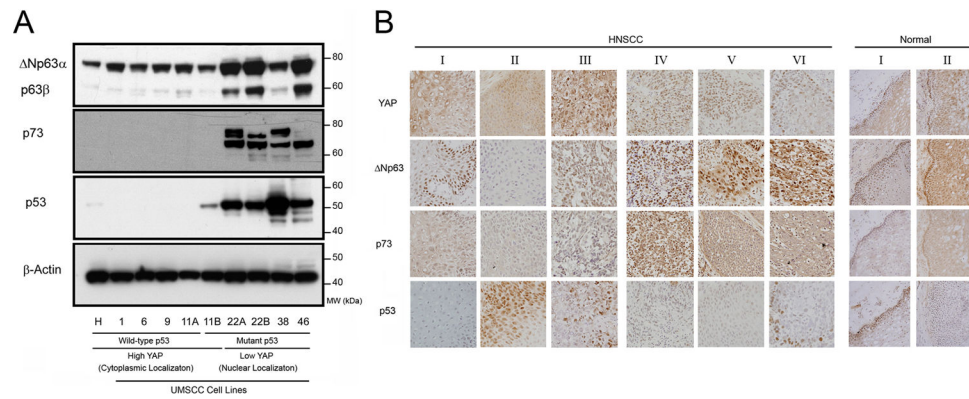 A
ΔNp63α
p63β
80
60
p73
80
60
p53
60
50
40
β-Actin
50
40
MW (kDa)
H 1 6 9 11A 11B 22A 22B 38 46
Wild-type p53 Mutant p53
High YAP Low YAP
(Cytoplasmic Localizaton) (Nuclear Localizaton)
UMSCC Cell Lines
B
HNSCC Normal
I II III IV V VI I II
YAP
ΔNp63
p73
p53